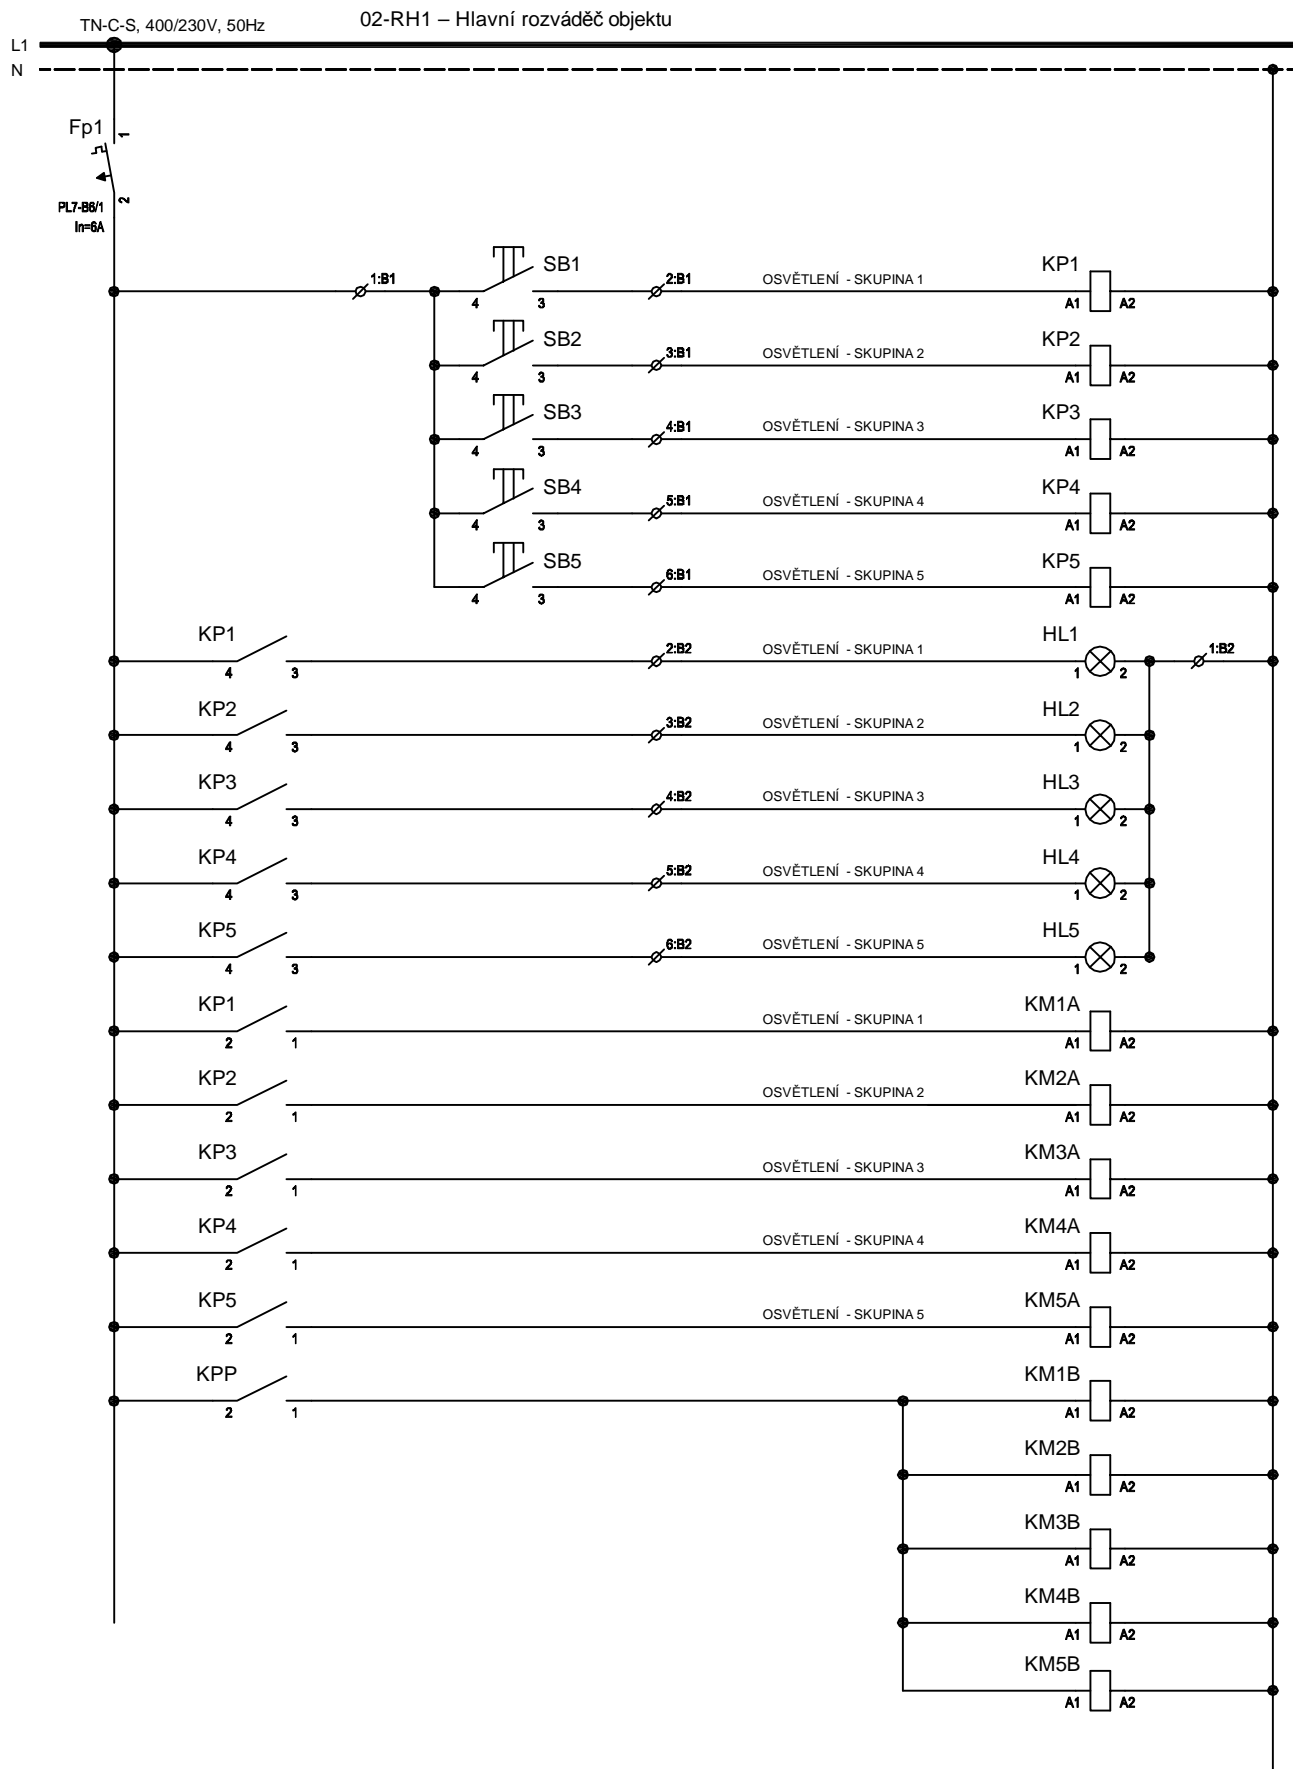 TN-C-S, 400/230V, 50Hz 02-RH1 – Hlavní rozváděč objektu
L1
N
Fp1 1
2
PL7-B6/1
In=6A
1:B1 SB1 4 3 2:B1 OSVĚTLENÍ - SKUPINA 1 KP1 A1 A2
SB2 4 3 3:B1 OSVĚTLENÍ - SKUPINA 2 KP2 A1 A2
SB3 4 3 4:B1 OSVĚTLENÍ - SKUPINA 3 KP3 A1 A2
SB4 4 3 5:B1 OSVĚTLENÍ - SKUPINA 4 KP4 A1 A2
SB5 4 3 6:B1 OSVĚTLENÍ - SKUPINA 5 KP5 A1 A2
KP1 4 3 2:B2 OSVĚTLENÍ - SKUPINA 1 HL1 1 2 1:B2
KP2 4 3 3:B2 OSVĚTLENÍ - SKUPINA 2 HL2 1 2
KP3 4 3 4:B2 OSVĚTLENÍ - SKUPINA 3 HL3 1 2
KP4 4 3 5:B2 OSVĚTLENÍ - SKUPINA 4 HL4 1 2
KP5 4 3 6:B2 OSVĚTLENÍ - SKUPINA 5 HL5 1 2
KP1 2 1 OSVĚTLENÍ - SKUPINA 1 KM1A A1 A2
KP2 2 1 OSVĚTLENÍ - SKUPINA 2 KM2A A1 A2
KP3 2 1 OSVĚTLENÍ - SKUPINA 3 KM3A A1 A2
KP4 2 1 OSVĚTLENÍ - SKUPINA 4 KM4A A1 A2
KP5 2 1 OSVĚTLENÍ - SKUPINA 5 KM5A A1 A2
KPP 2 1 KM1B A1 A2
KM2B A1 A2
KM3B A1 A2
KM4B A1 A2
KM5B A1 A2